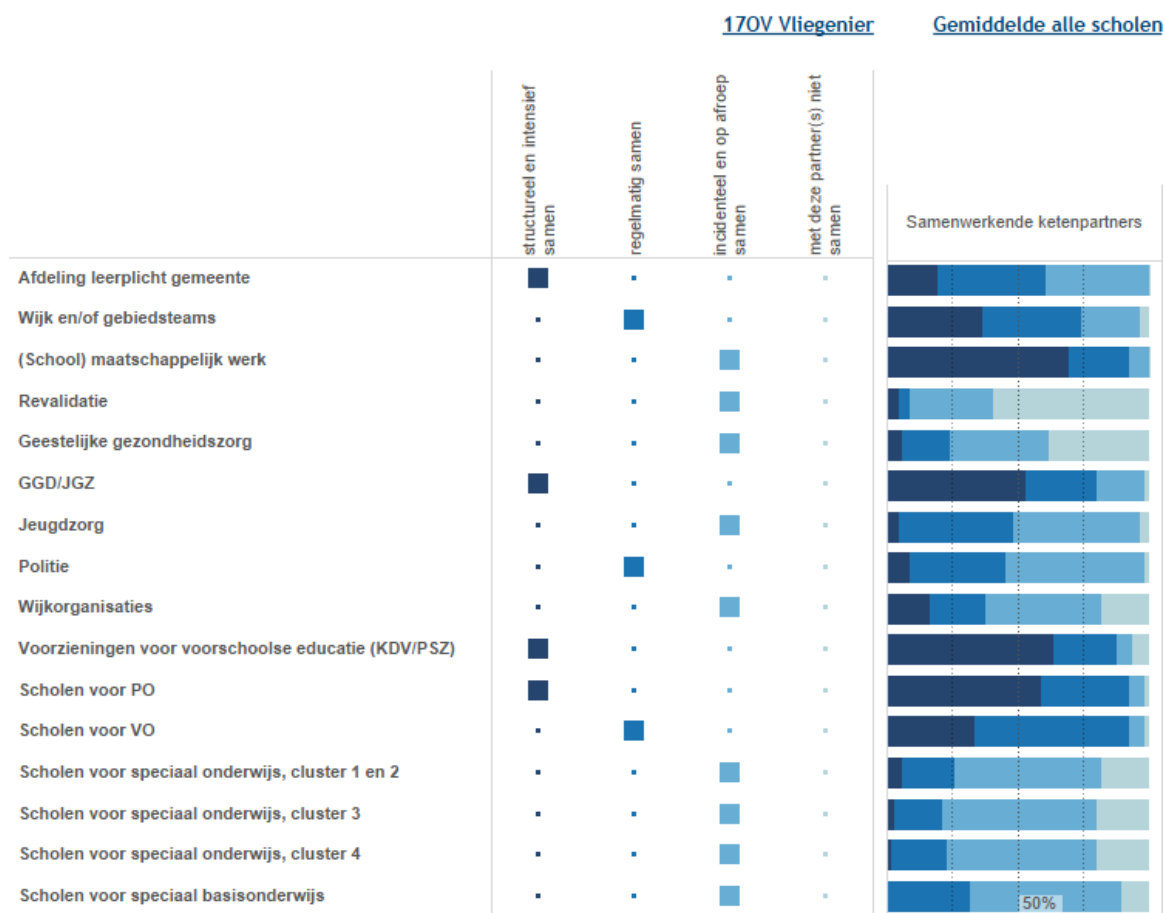 17OV Vliegenier
Gemiddelde alle scholen
structureel en intensief
samen
regelmatig samen
incidenteel en op afroep
samen
met deze partner(s) niet
samen
Samenwerkende ketenpartners
Afdeling leerplicht gemeente
Wijk en/of gebiedsteams
(School) maatschappelijk werk
Revalidatie
Geestelijke gezondheidszorg
GGD/JGZ
Jeugdzorg
Politie
Wijkorganisaties
Voorzieningen voor voorschoolse educatie (KDV/PSZ)
Scholen voor PO
Scholen voor VO
Scholen voor speciaal onderwijs, cluster 1 en 2
Scholen voor speciaal onderwijs, cluster 3
Scholen voor speciaal onderwijs, cluster 4
Scholen voor speciaal basisonderwijs
50%